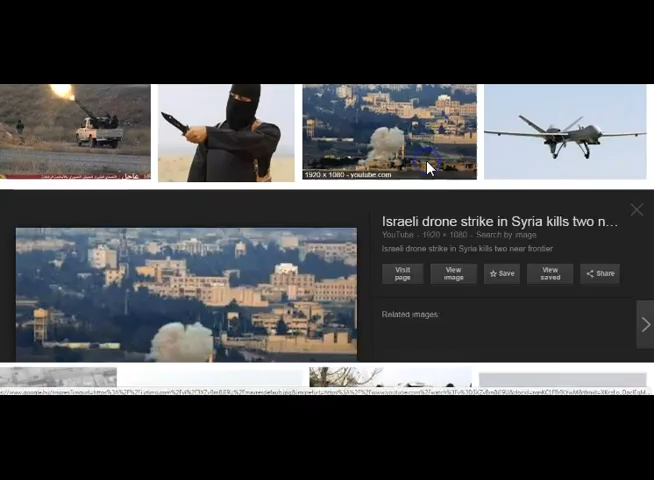 عاجل
1920 × 1080 - youtube.com
Israeli drone strike in Syria kills two n...
YouTube - 1920 × 1080 - Search by image
Israeli drone strike in Syria kills two near frontier
Visit page
View image
Save
View saved
Share
Related images: